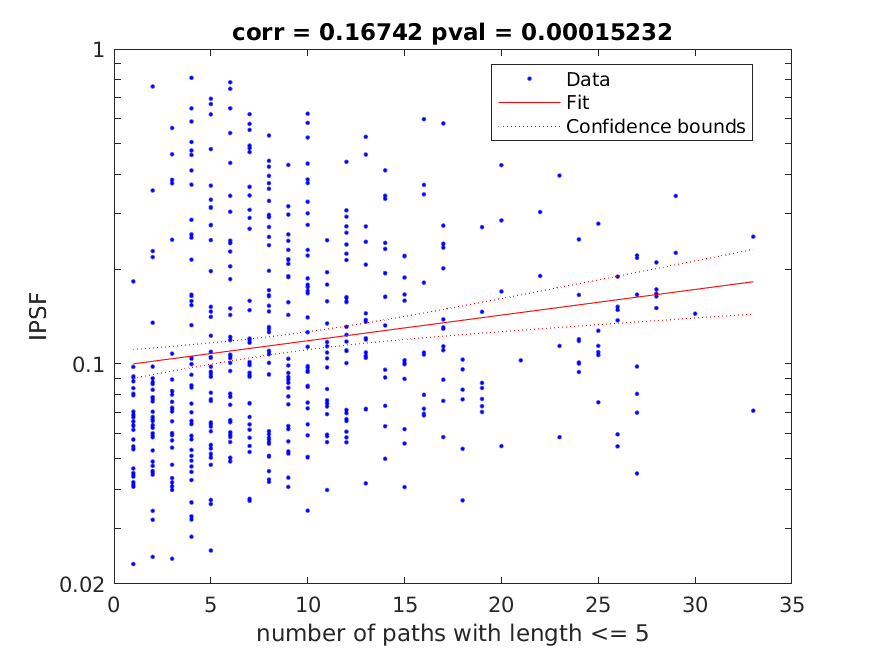 corr = 0.16742 pval = 0.00015232
1
Data
Fit
Confidence bounds
IPSF
0.1
0.02
0 5 10 15 20 25 30 35
number of paths with length <= 5